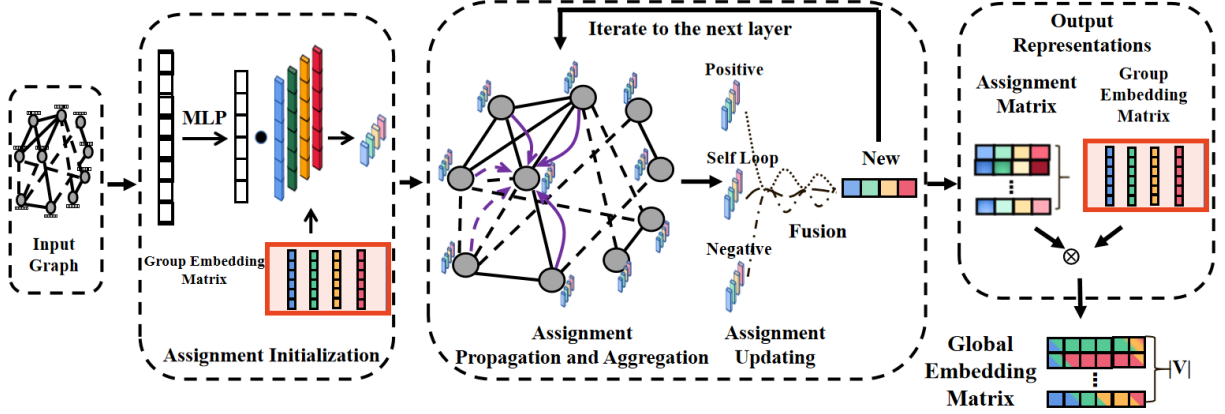 Input
Graph
MLP
Group Embedding
Matrix
Assignment Initialization
Iterate to the next layer
Positive
Self Loop
Negative
New
Fusion
Assignment
Propagation and Aggregation
Assignment
Updating
Output
Representations
Assignment
Matrix
Group
Embedding
Matrix
Global
Embedding
Matrix
|V|